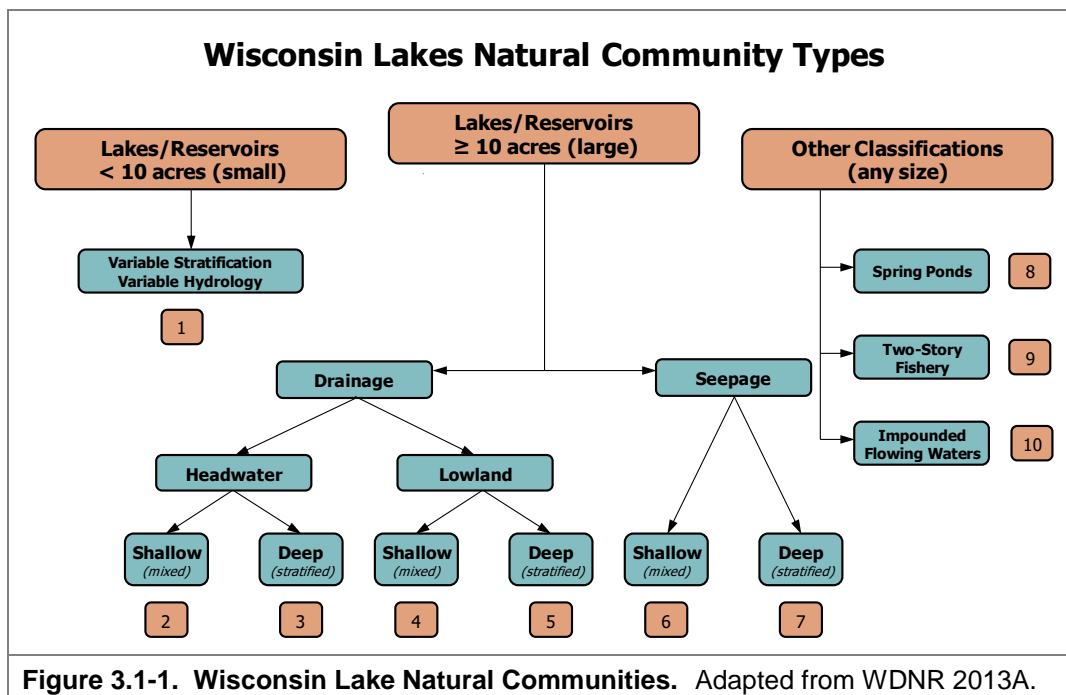 Wisconsin Lakes Natural Community Types
Lakes/Reservoirs
< 10 acres (small)
Lakes/Reservoirs
≥ 10 acres (large)
Other Classifications
(any size)
Variable Stratification
Variable Hydrology
1
Spring Ponds
8
Two-Story
Fishery
9
Impounded
Flowing Waters
10
Drainage
Seepage
Headwater
Lowland
Shallow
(mixed)
Deep
(stratified)
Shallow
(mixed)
Deep
(stratified)
Shallow
(mixed)
Deep
(stratified)
2
3
4
5
6
7
Figure 3.1-1. Wisconsin Lake Natural Communities. Adapted from WDNR 2013A.